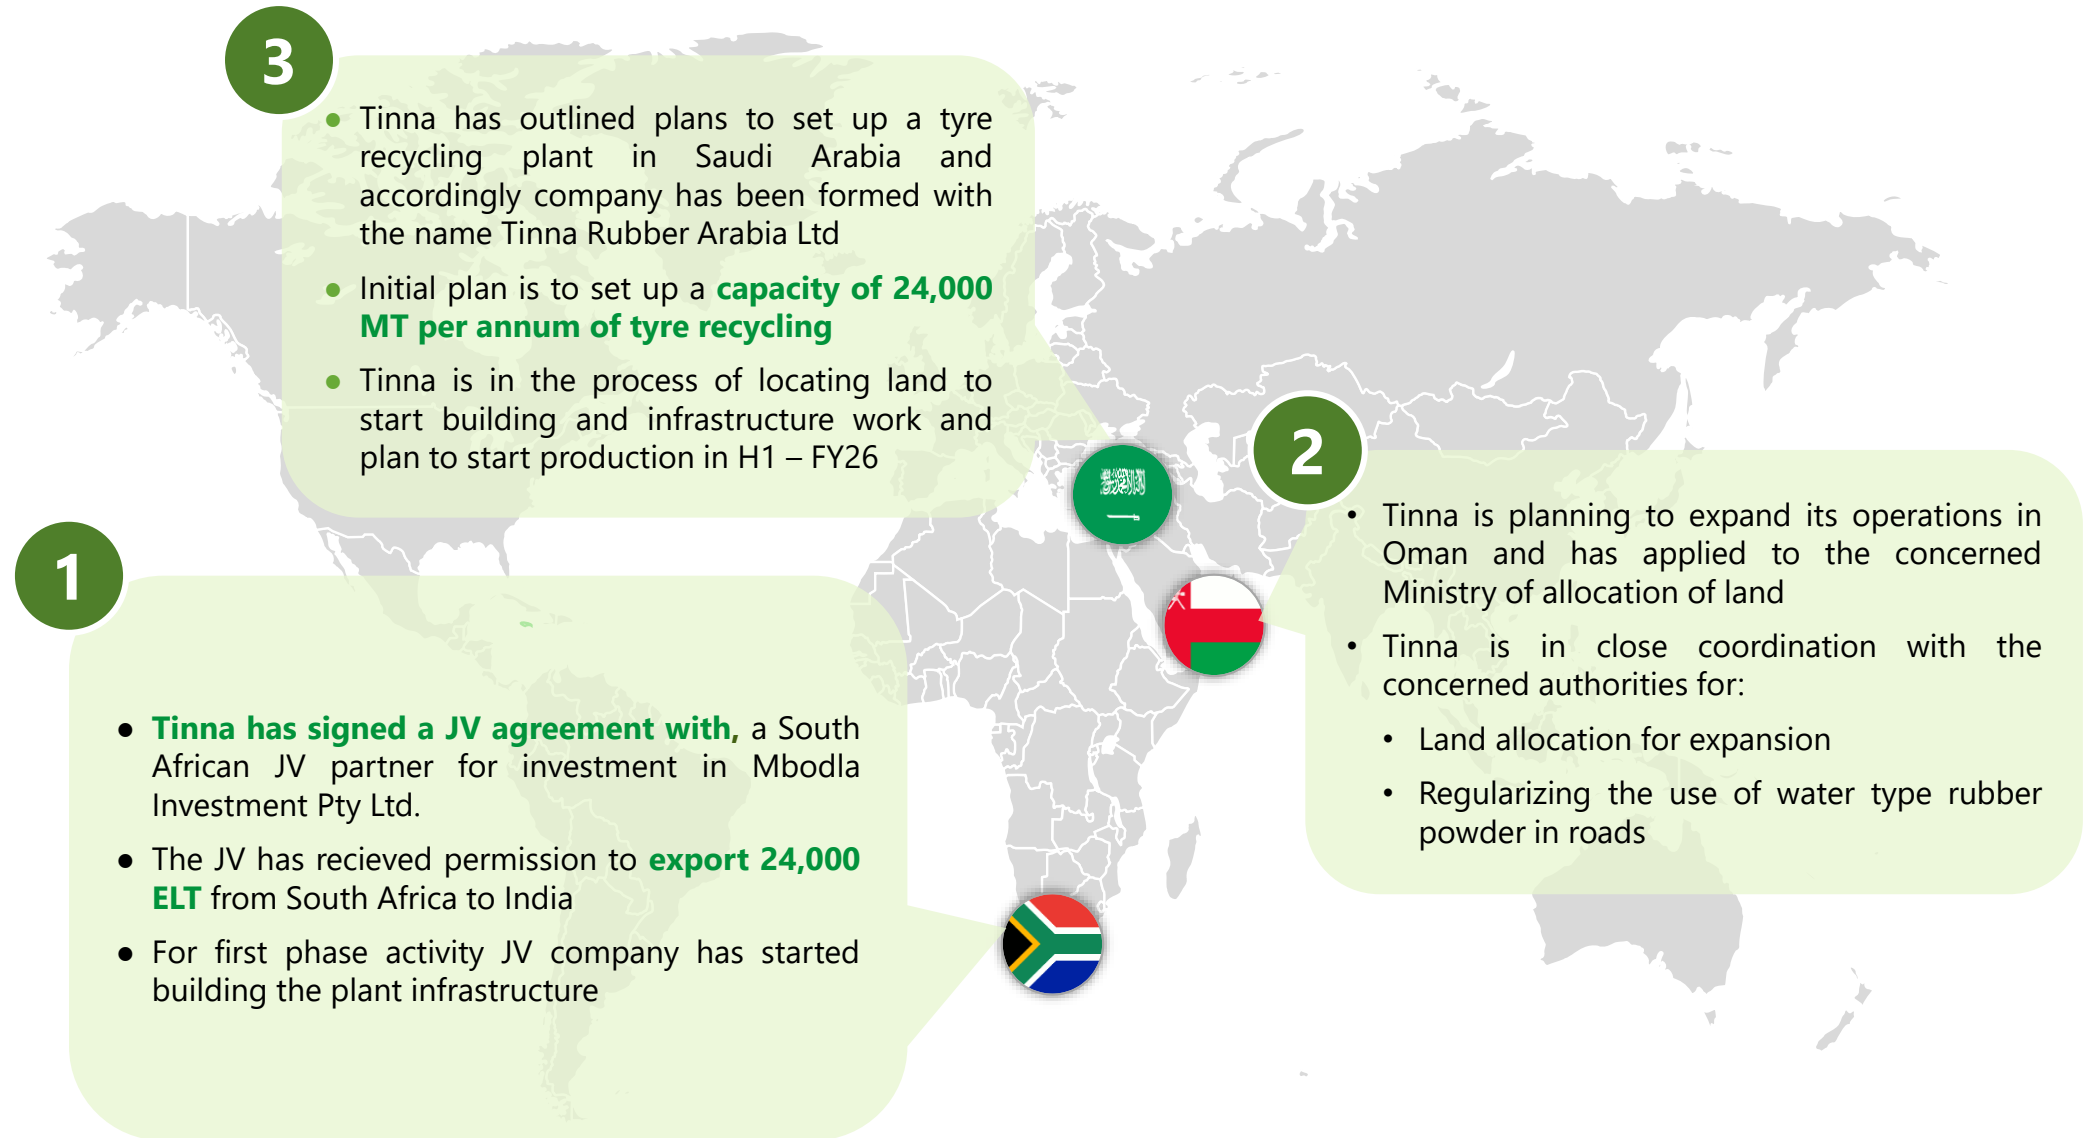 3
● Tinna has outlined plans to set up a tyre
recycling plant in Saudi Arabia and
accordingly company has been formed with
the name Tinna Rubber Arabia Ltd
● Initial plan is to set up a capacity of 24,000
MT per annum of tyre recycling
● Tinna is in the process of locating land to
start building and infrastructure work and
plan to start production in H1 – FY26
2
• Tinna is planning to expand its operations in
Oman and has applied to the concerned
Ministry of allocation of land
• Tinna is in close coordination with the
concerned authorities for:
• Land allocation for expansion
• Regularizing the use of water type rubber
powder in roads
1
● Tinna has signed a JV agreement with, a South
African JV partner for investment in Mbodla
Investment Pty Ltd.
● The JV has recieved permission to export 24,000
ELT from South Africa to India
● For first phase activity JV company has started
building the plant infrastructure